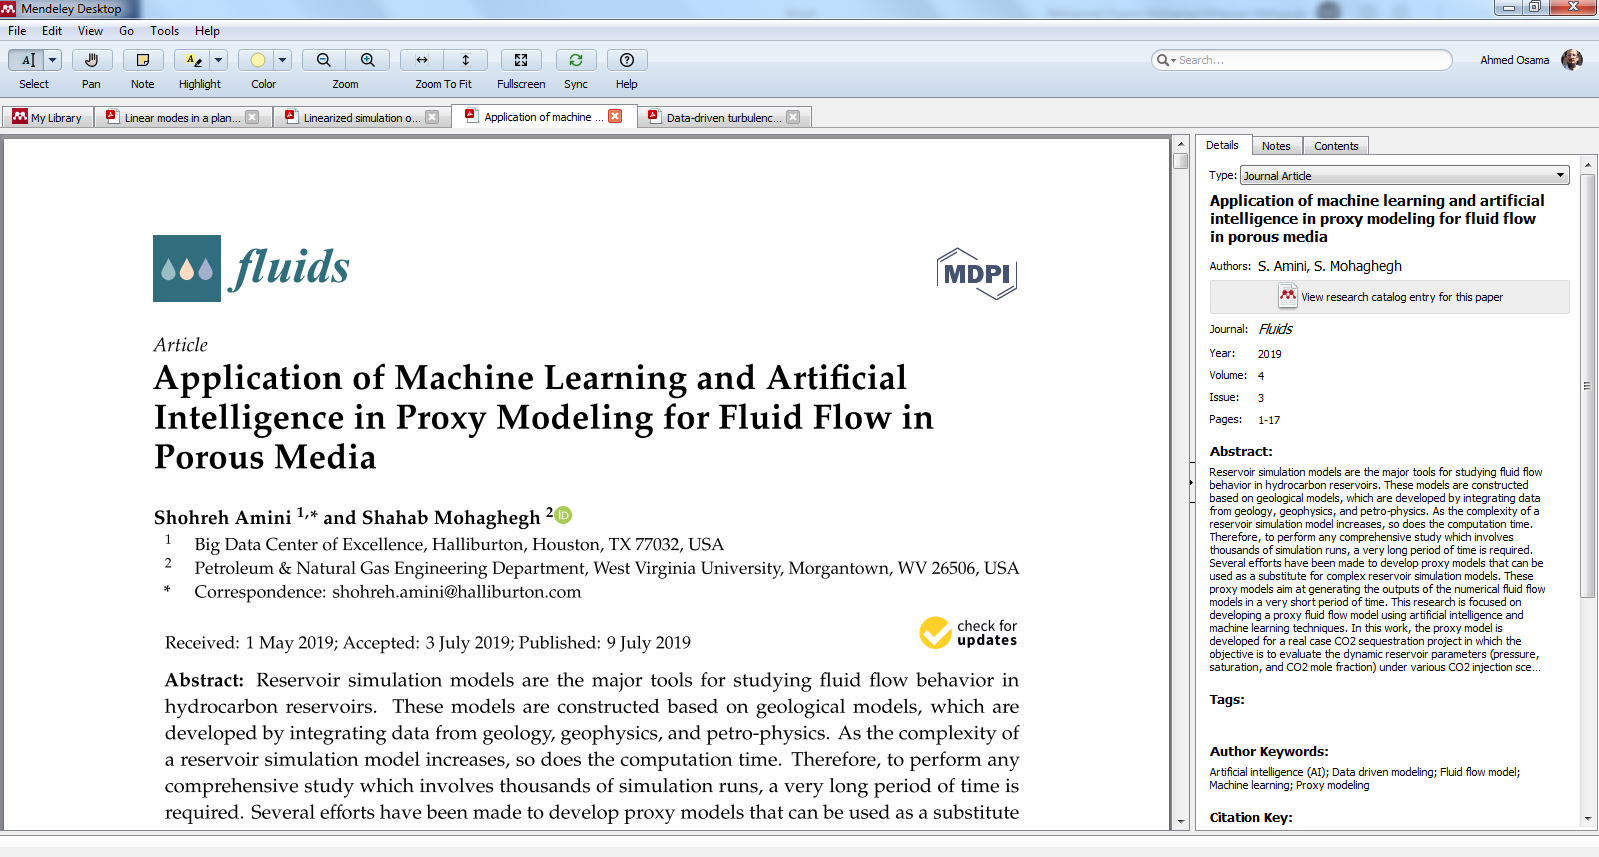 Mendeley Desktop
File Edit View Go Tools Help
Select Pan Note Highlight Color Zoom Zoom To Fit Fullscreen Sync Help
Search...
Ahmed Osama
My Library
Linear modes in a plan...
Linearized simulation o...
Application of machine ...
Data-driven turbulenc...
fluids
MDPI
Article
Application of Machine Learning and Artificial
Intelligence in Proxy Modeling for Fluid Flow in
Porous Media
Shohreh Amini 1,* and Shahab Mohaghegh 2 iD
1 Big Data Center of Excellence, Halliburton, Houston, TX 77032, USA
2 Petroleum & Natural Gas Engineering Department, West Virginia University, Morgantown, WV 26506, USA
* Correspondence: shohreh.amini@halliburton.com
Received: 1 May 2019; Accepted: 3 July 2019; Published: 9 July 2019
check for
updates
Abstract: Reservoir simulation models are the major tools for studying fluid flow behavior in
hydrocarbon reservoirs. These models are constructed based on geological models, which are
developed by integrating data from geology, geophysics, and petro-physics. As the complexity of
a reservoir simulation model increases, so does the computation time. Therefore, to perform any
comprehensive study which involves thousands of simulation runs, a very long period of time is
required. Several efforts have been made to develop proxy models that can be used as a substitute
Details Notes Contents
Type: Journal Article
Application of machine learning and artificial
intelligence in proxy modeling for fluid flow
in porous media
Authors: S. Amini, S. Mohaghegh
View research catalog entry for this paper
Journal: Fluids
Year: 2019
Volume: 4
Issue: 3
Pages: 1-17
Abstract:
Reservoir simulation models are the major tools for studying fluid flow
behavior in hydrocarbon reservoirs. These models are constructed
based on geological models, which are developed by integrating data
from geology, geophysics, and petro-physics. As the complexity of a
reservoir simulation model increases, so does the computation time.
Therefore, to perform any comprehensive study which involves
thousands of simulation runs, a very long period of time is required.
Several efforts have been made to develop proxy models that can be
used as a substitute for complex reservoir simulation models. These
proxy models aim at generating the outputs of the numerical fluid flow
models in a very short period of time. This research is focused on
developing a proxy fluid flow model using artificial intelligence and
machine learning techniques. In this work, the proxy model is
developed for a real case CO2 sequestration project in which the
objective is to evaluate the dynamic reservoir parameters (pressure,
saturation, and CO2 mole fraction) under various CO2 injection sce...
Tags:
Author Keywords:
Artificial intelligence (AI); Data driven modeling; Fluid flow model;
Machine learning; Proxy modeling
Citation Key: